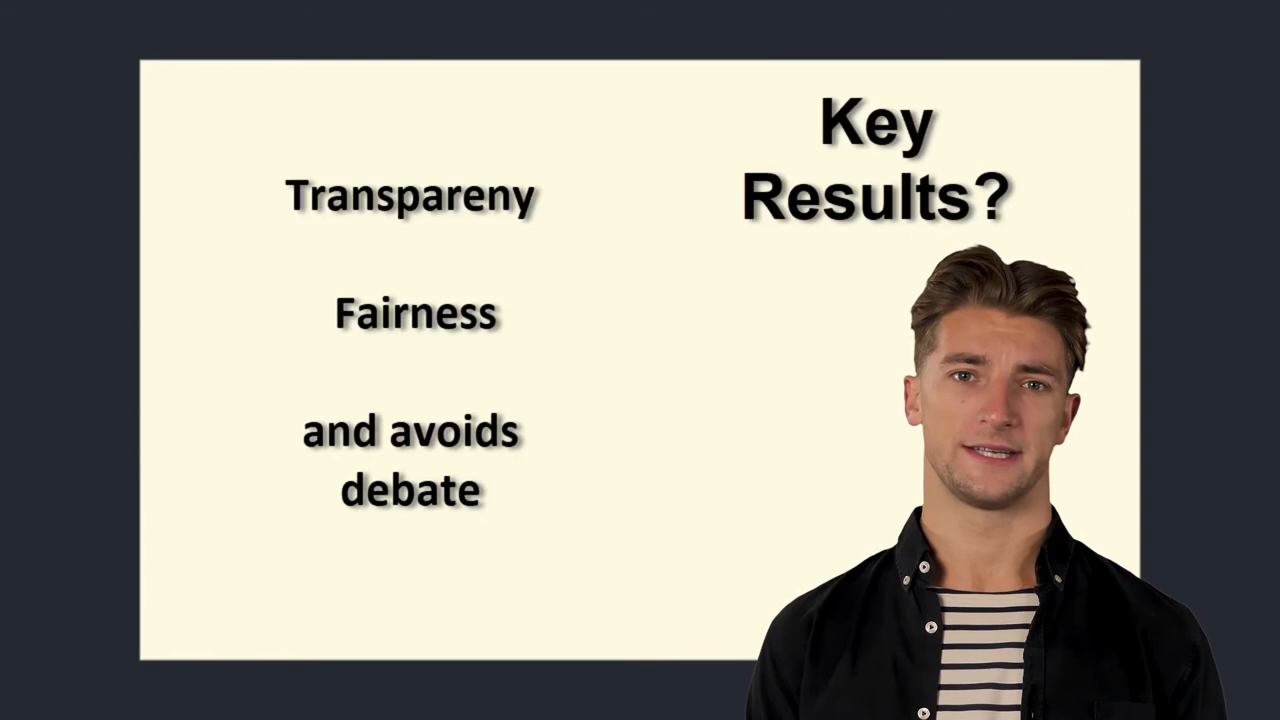 Key
Results?
Transpareny
Fairness
and avoids
debate